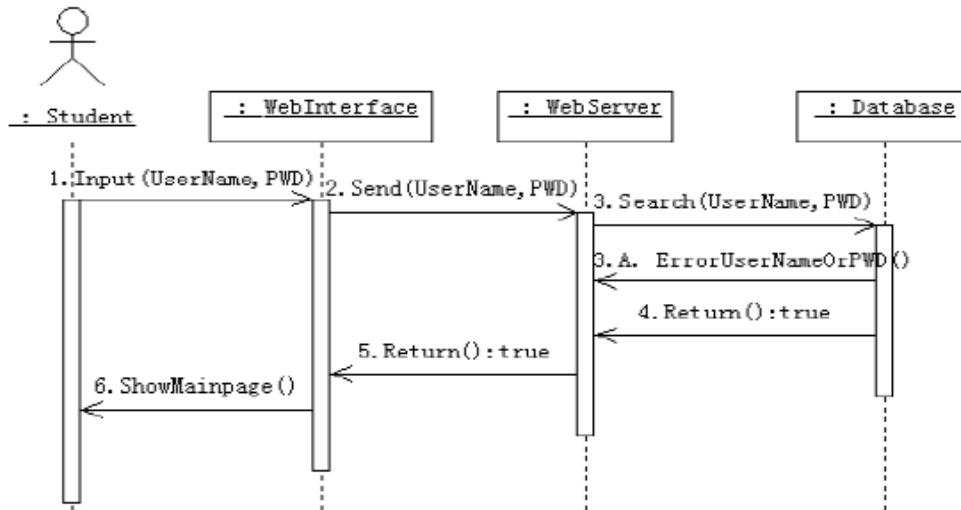 : Student
: WebInterface
: WebServer
: Database
1.Input(UserName,PWD)
2.Send(UserName,PWD)
3.Search(UserName,PWD)
3.A. ErrorUserNameOrPWD()
4.Return():true
5.Return():true
6.ShowMainpage()